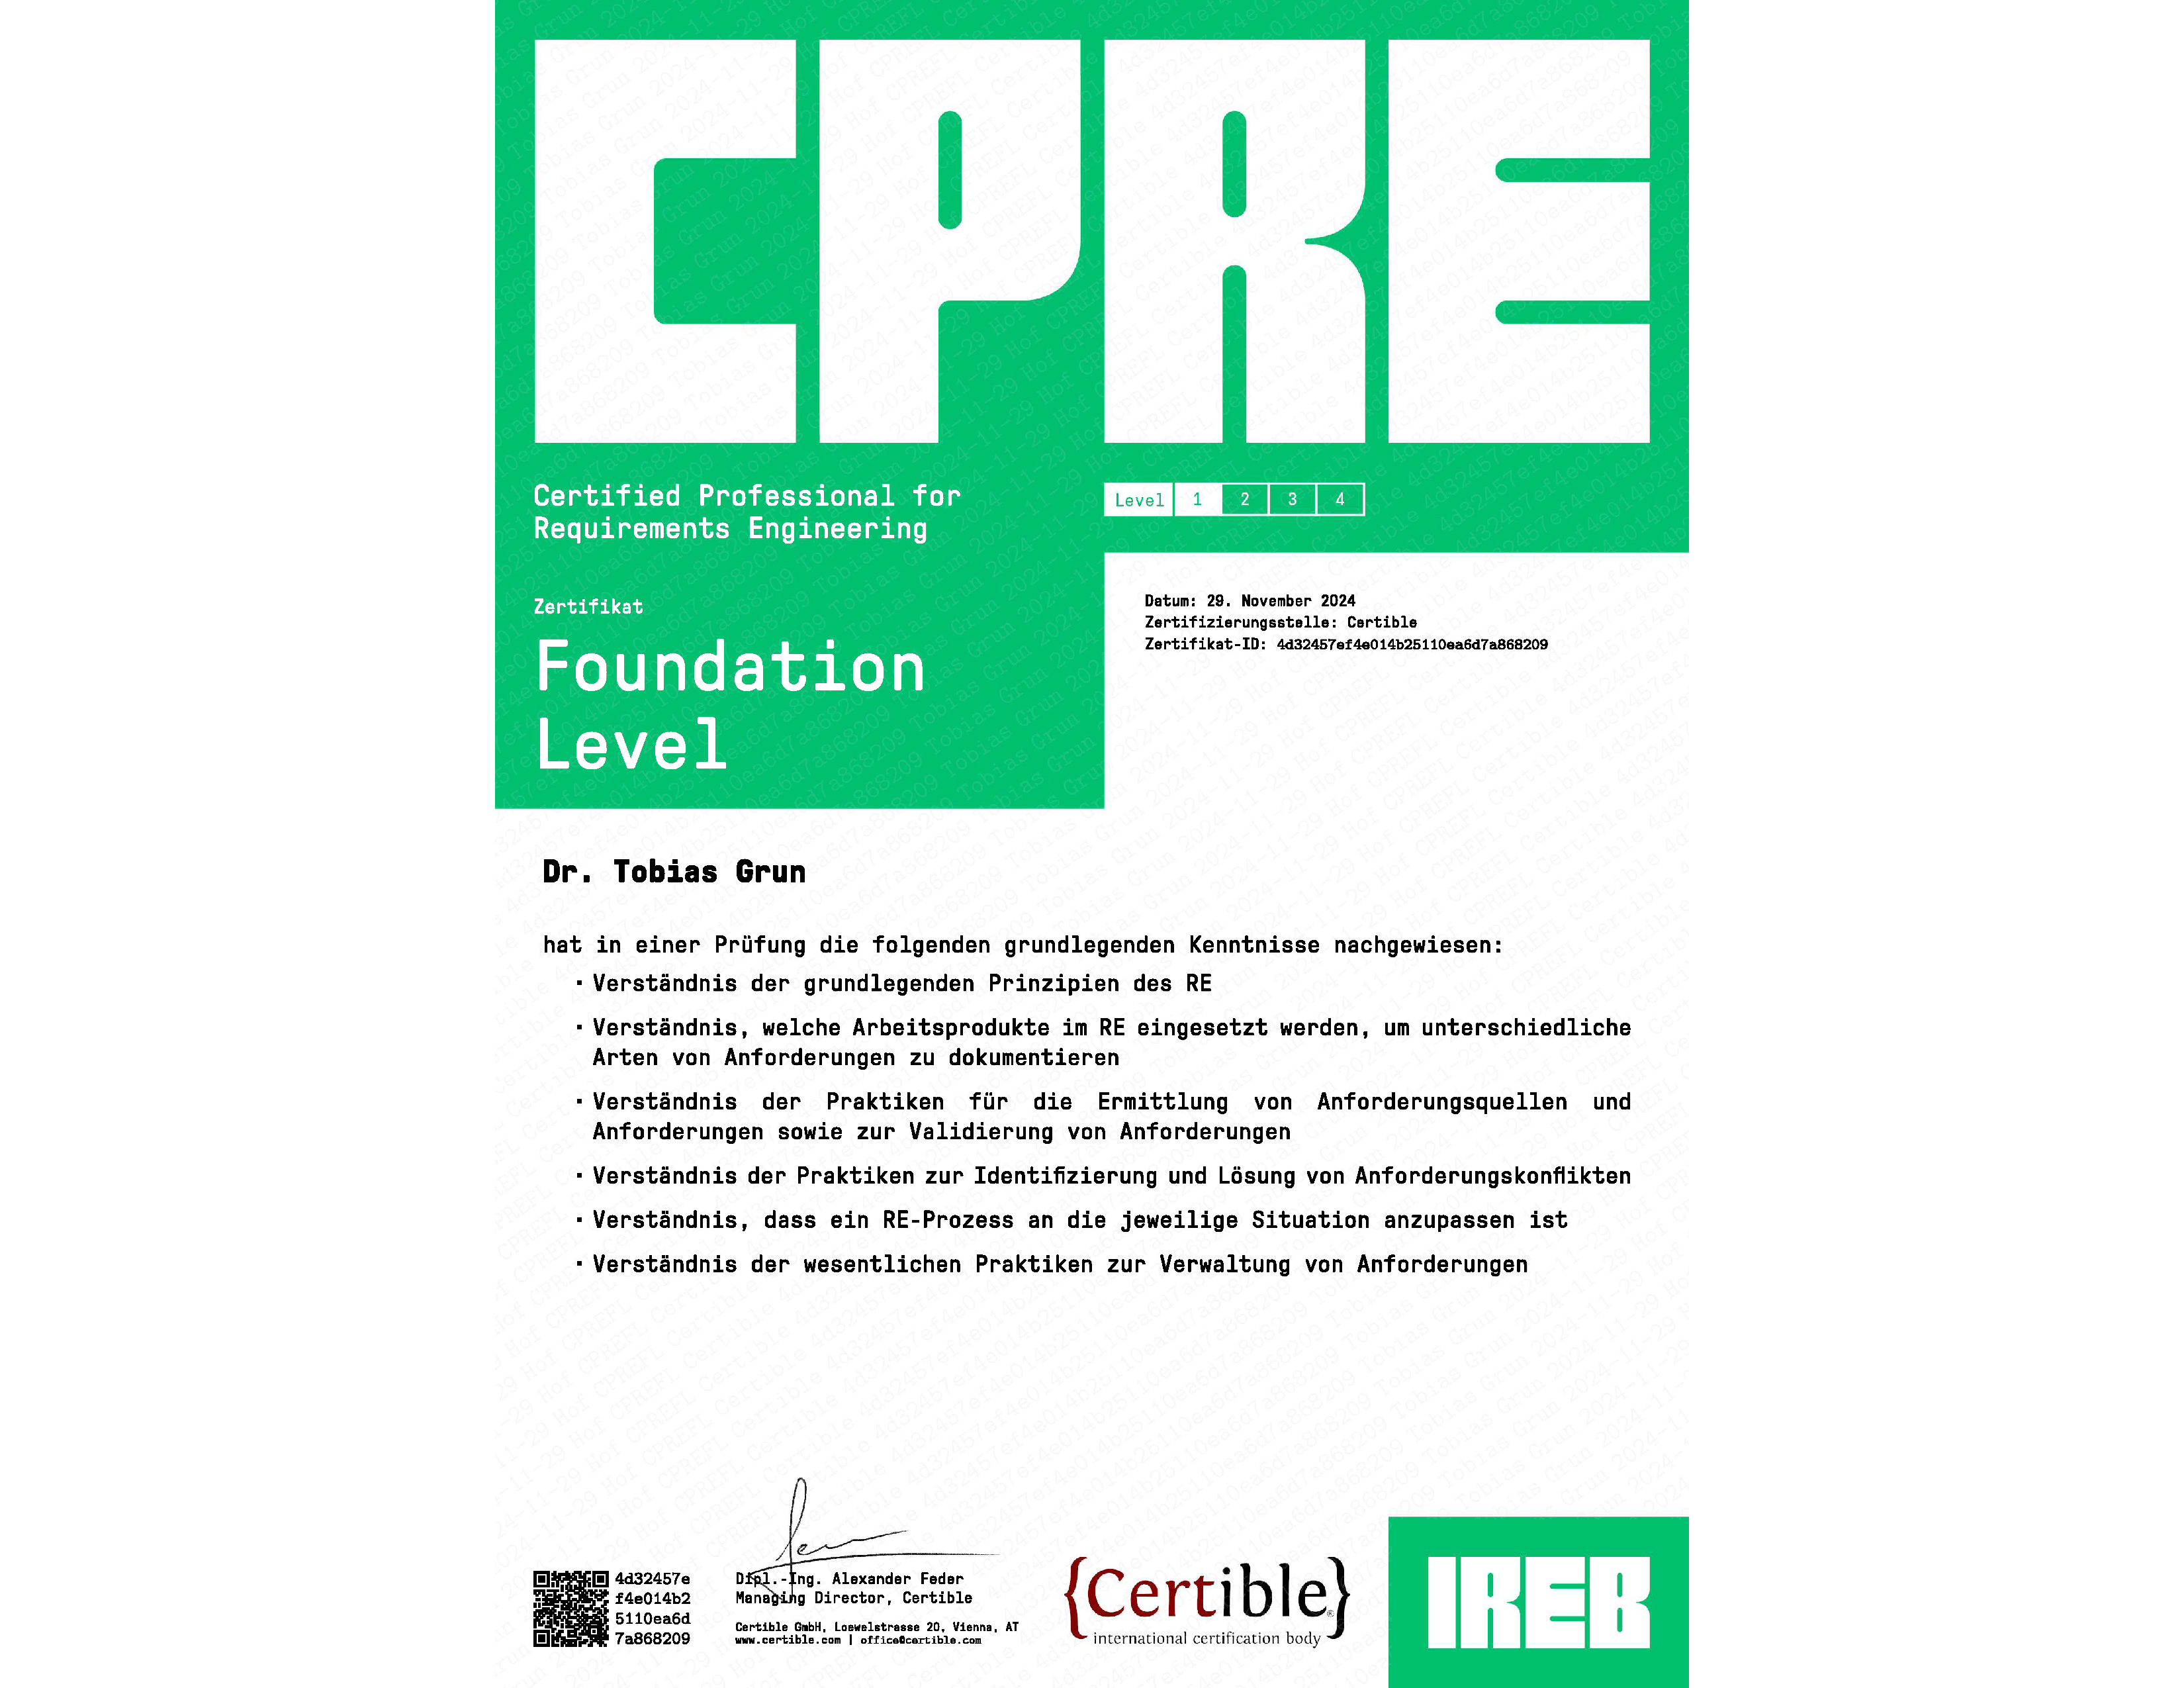 CPRE
Certified Professional for
Requirements Engineering
Level 1 2 3 4
Zertifikat
Foundation
Level
Datum: 29. November 2024
Zertifizierungsstelle: Certible
Zertifikat-ID: 4d32457ef4e014b25110ea6d7a868209
Dr. Tobias Grun
hat in einer Prüfung die folgenden grundlegenden Kenntnisse nachgewiesen:
· Verständnis der grundlegenden Prinzipien des RE
· Verständnis, welche Arbeitsprodukte im RE eingesetzt werden, um unterschiedliche
Arten von Anforderungen zu dokumentieren
· Verständnis der Praktiken für die Ermittlung von Anforderungsquellen und
Anforderungen sowie zur Validierung von Anforderungen
· Verständnis der Praktiken zur Identifizierung und Lösung von Anforderungskonflikten
· Verständnis, dass ein RE-Prozess an die jeweilige Situation anzupassen ist
· Verständnis der wesentlichen Praktiken zur Verwaltung von Anforderungen
4d32457e
f4e014b2
5110ea6d
7a868209
Dipl.-Ing. Alexander Feder
Managing Director, Certible
Certible GmbH, Loewelstrasse 20, Vienna, AT
www.certible.com | office@certible.com
{Certible}®
international certification body
IREB